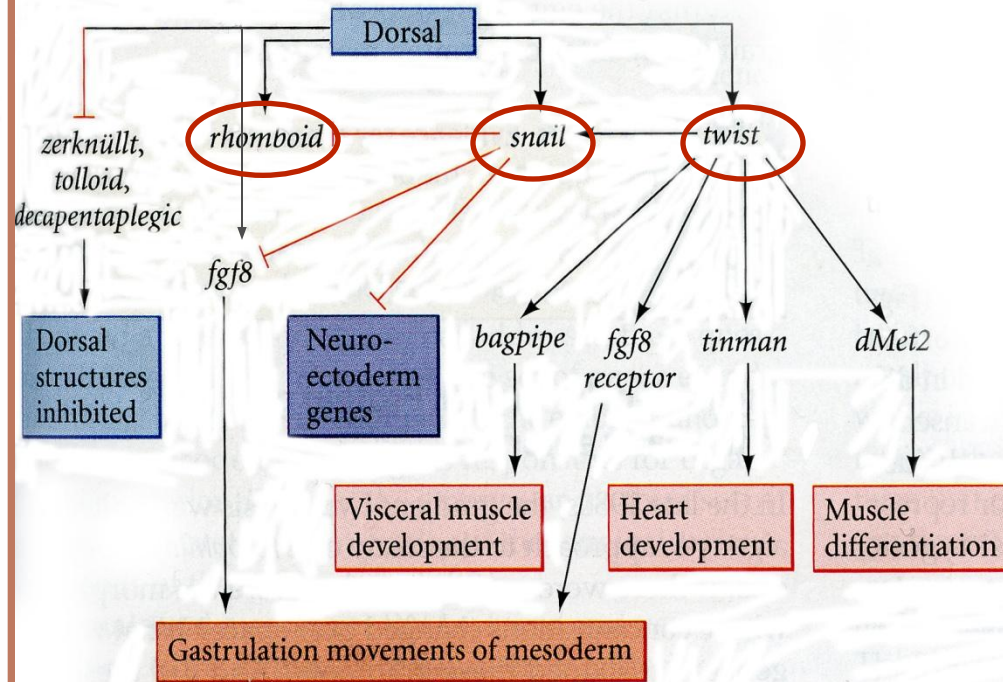 Dorsal
rhomboid
snail
twist
zerknüllt,
tolloid,
decapentaplegic
fgf8
Dorsal
structures
inhibited
Neuro-
ectoderm
genes
bagpipe
fgf8
receptor
tinman
dMet2
Visceral muscle
development
Heart
development
Muscle
differentiation
Gastrulation movements of mesoderm